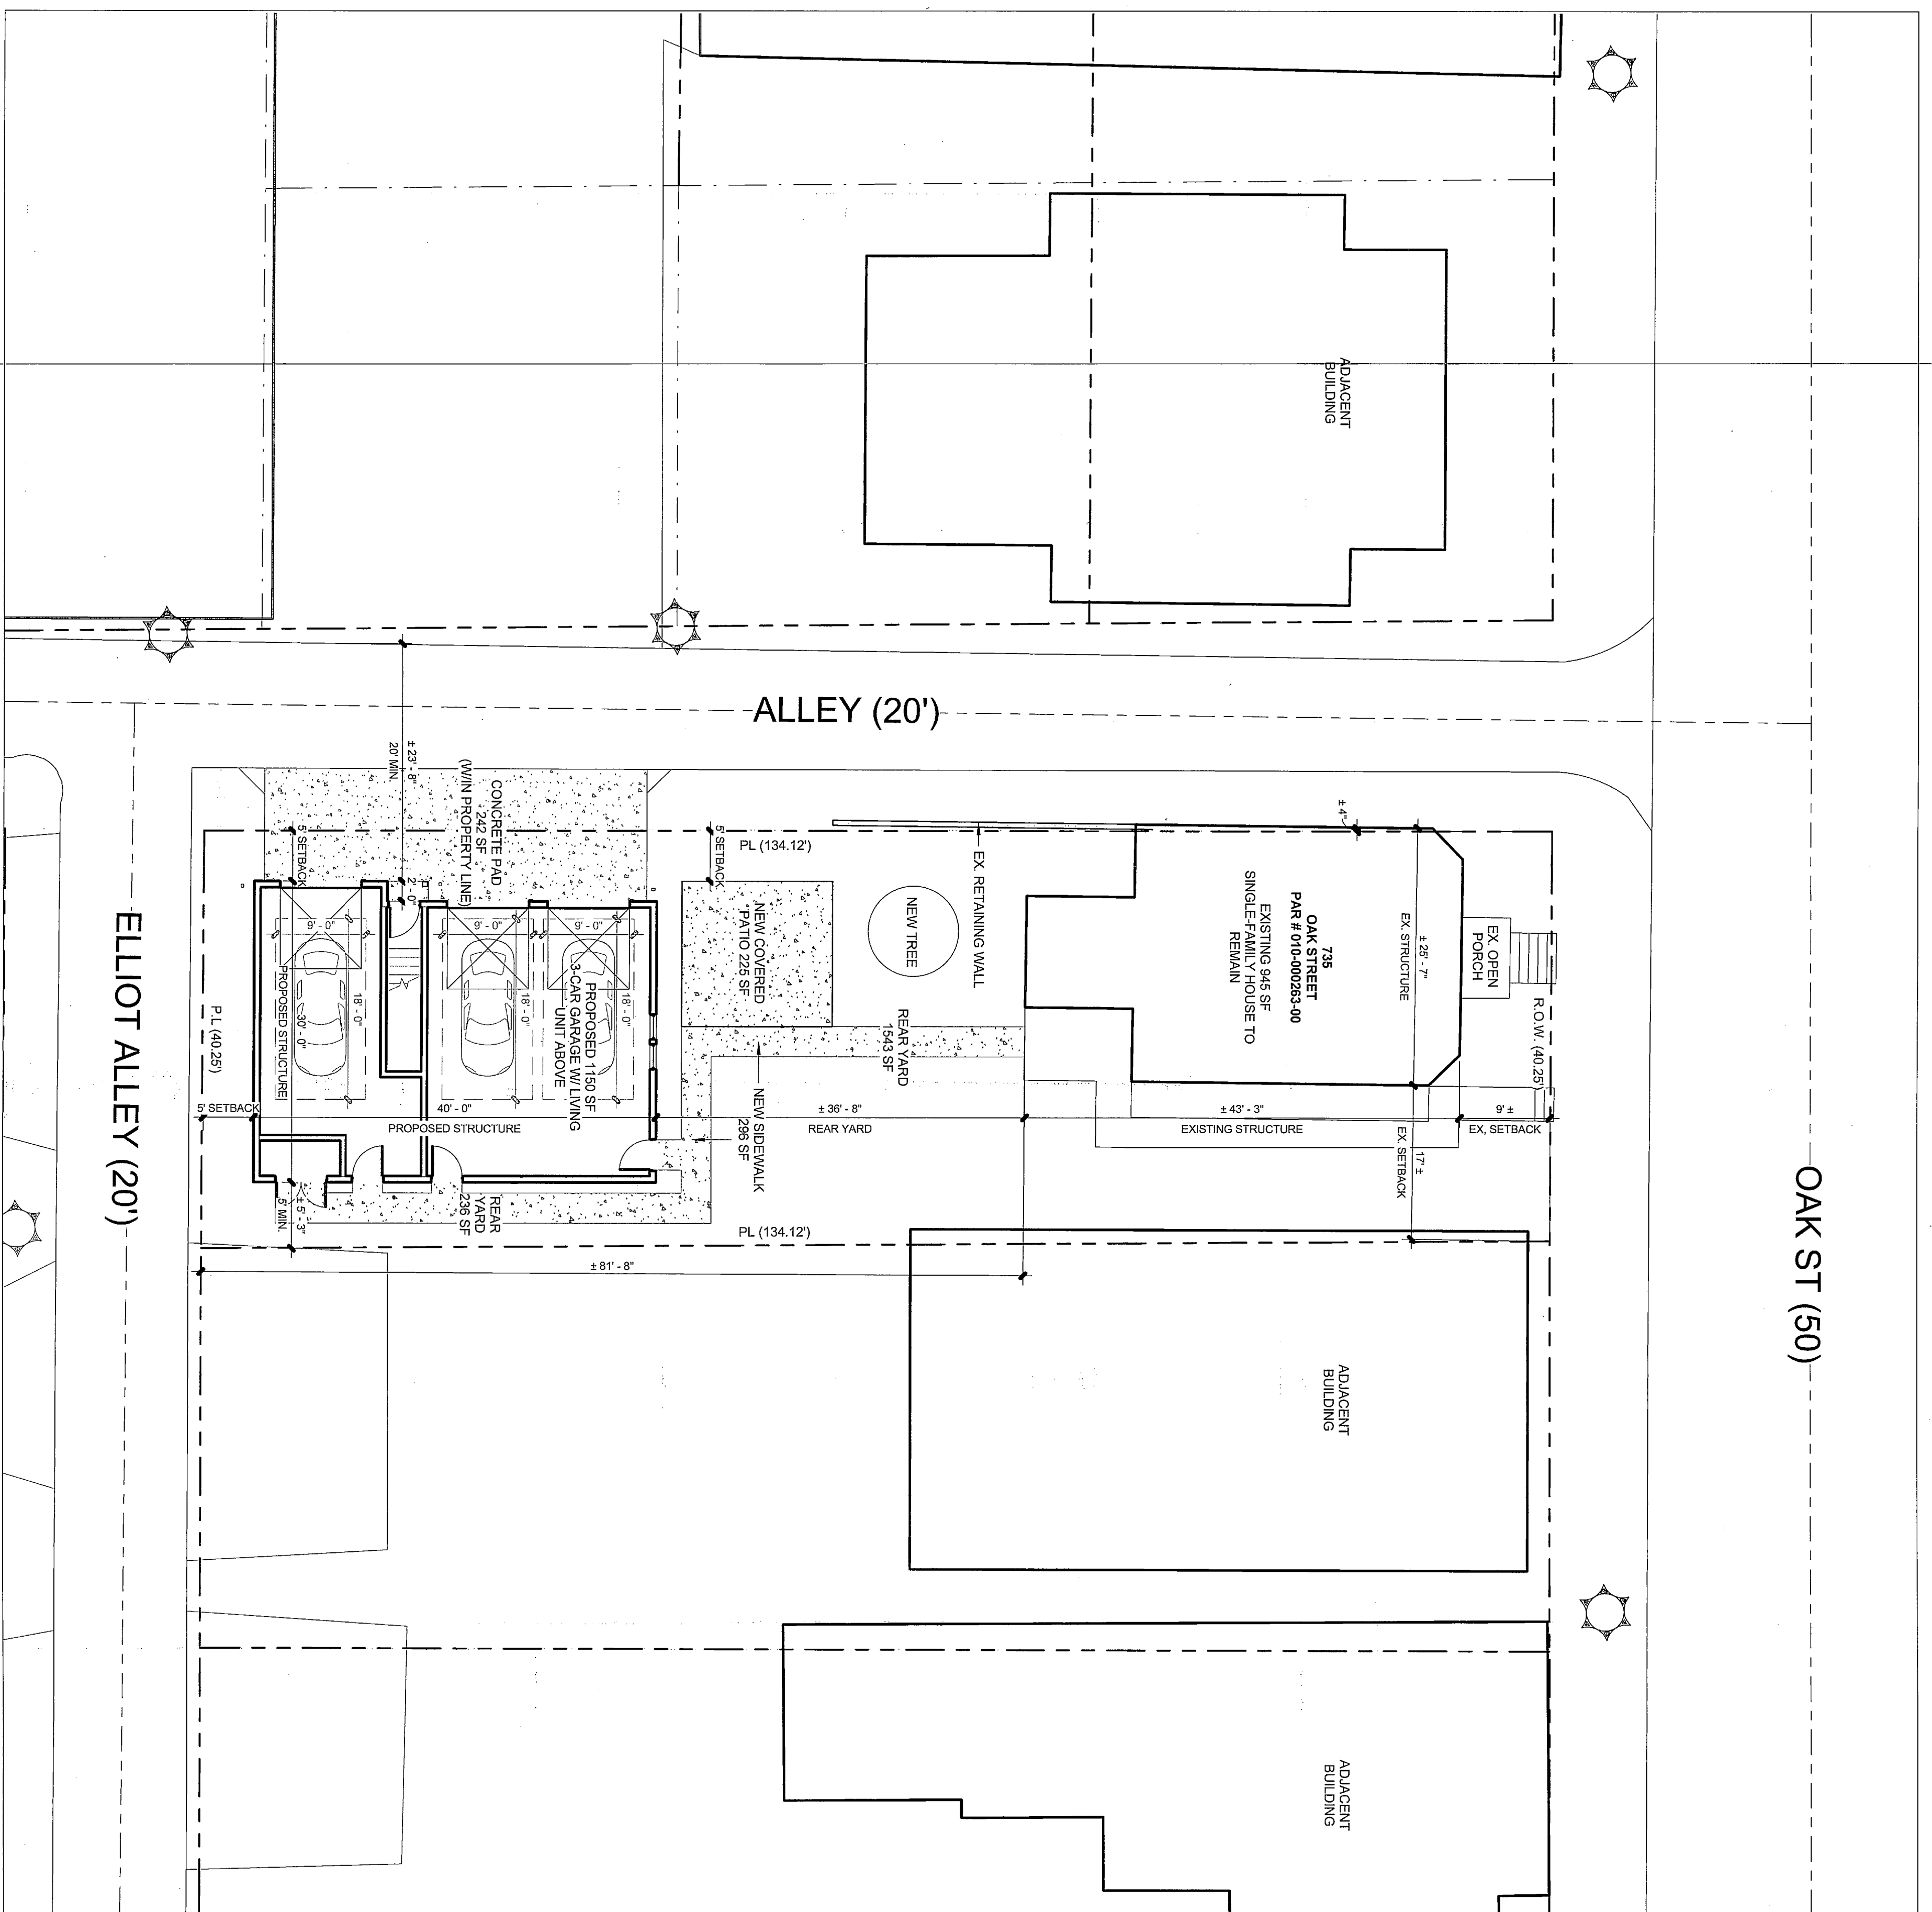 ADJACENT
BUILDING
ALLEY (20')
± 23' - 8"
20' MIN.
CONCRETE PAD
242 SF
(W/IN PROPERTY LINE)
5' SETBACK
2' - 0"
5' SETBACK
PL (134.12')
± 4"
EX. RETAINING WALL
NEW TREE
NEW COVERED
PATIO 225 SF
735
OAK STREET
PAR # 010-000263-00
EXISTING 945 SF
SINGLE-FAMILY HOUSE TO
REMAIN
± 25' - 7"
EX. STRUCTURE
EX. OPEN
PORCH
R.O.W. (40.25')
9' - 0"
9' - 0"
9' - 0"
18' - 0"
18' - 0"
18' - 0"
30' - 0"
PROPOSED STRUCTURE
PROPOSED 1150 SF
3-CAR GARAGE W/ LIVING
UNIT ABOVE
REAR YARD
1543 SF
P.L (40.25')
ELLIOT ALLEY (20')
5' SETBACK
40' - 0"
PROPOSED STRUCTURE
± 36' - 8"
REAR YARD
± 43' - 3"
EXISTING STRUCTURE
9' ±
EX, SETBACK
NEW SIDEWALK
296 SF
17' ±
EX. SETBACK
± 5' - 3"
5' MIN.
REAR
YARD
236 SF
PL (134.12')
± 81' - 8"
OAK ST (50)
ADJACENT
BUILDING
ADJACENT
BUILDING